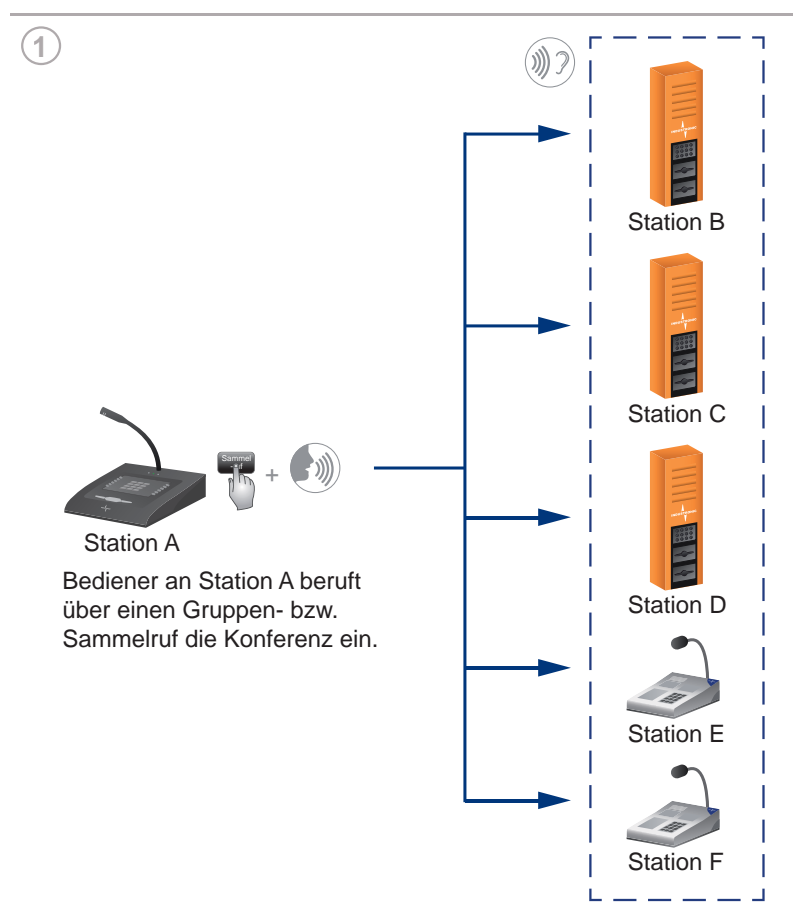 1
Station B
Station C
Sammel
Station A
Bediener an Station A beruft
über einen Gruppen- bzw.
Sammelruf die Konferenz ein.
+
Station D
Station E
Station F